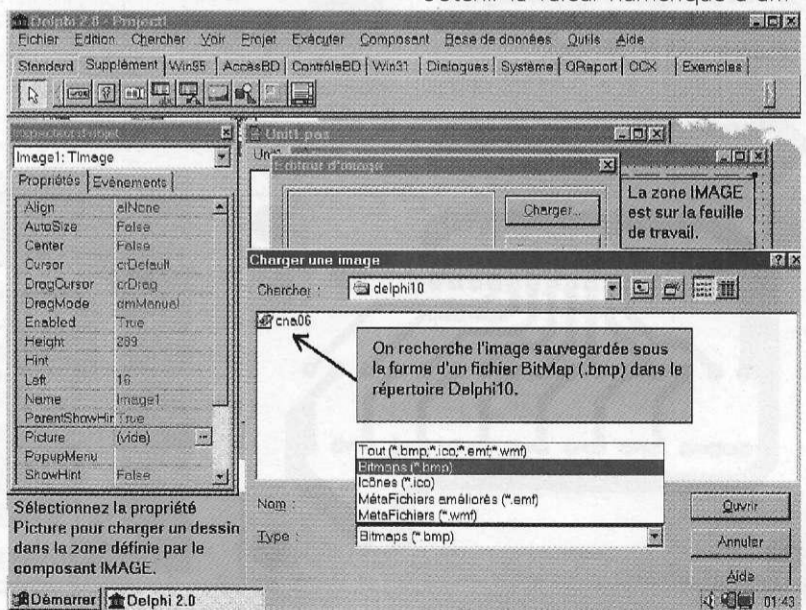 Delphi 2.0 - Project1
Fichier Edition Chercher Voir Projet Exécuter Composant Base de données Outils Aide
Standard Supplément Win95 AccèsBD ContrôleBD Win31 Dialogues Système QReport OCX Exemples
Inspecteur d'objet
Unit1.pas
Image1: TImage
Editeur d'image
Propriétés Evénements
Charger...
La zone IMAGE
est sur la feuille
de travail.
Align alNone
AutoSize False
Center False
Cursor crDefault
DragCursor crDrag
DragMode dmManual
Enabled True
Height 289
Hint
Left 16
Name Image1
ParentShowHin True
Picture (vide) ...
PopupMenu
ShowHint False
Charger une image
Chercher : delphi10
cna06
On recherche l'image sauvegardée sous
la forme d'un fichier BitMap (.bmp) dans le
répertoire Delphi10.
Tout (*.bmp;*.ico;*.emf;*.wmf)
Bitmaps (*.bmp)
Icônes (*.ico)
MétaFichiers améliorés (*.emf)
MetaFichiers (*.wmf)
Nom :
Ouvrir
Type : Bitmaps (*.bmp)
Annuler
Aide
Sélectionnez la propriété
Picture pour charger un dessin
dans la zone définie par le
composant IMAGE.
Démarrer Delphi 2.0 01:43